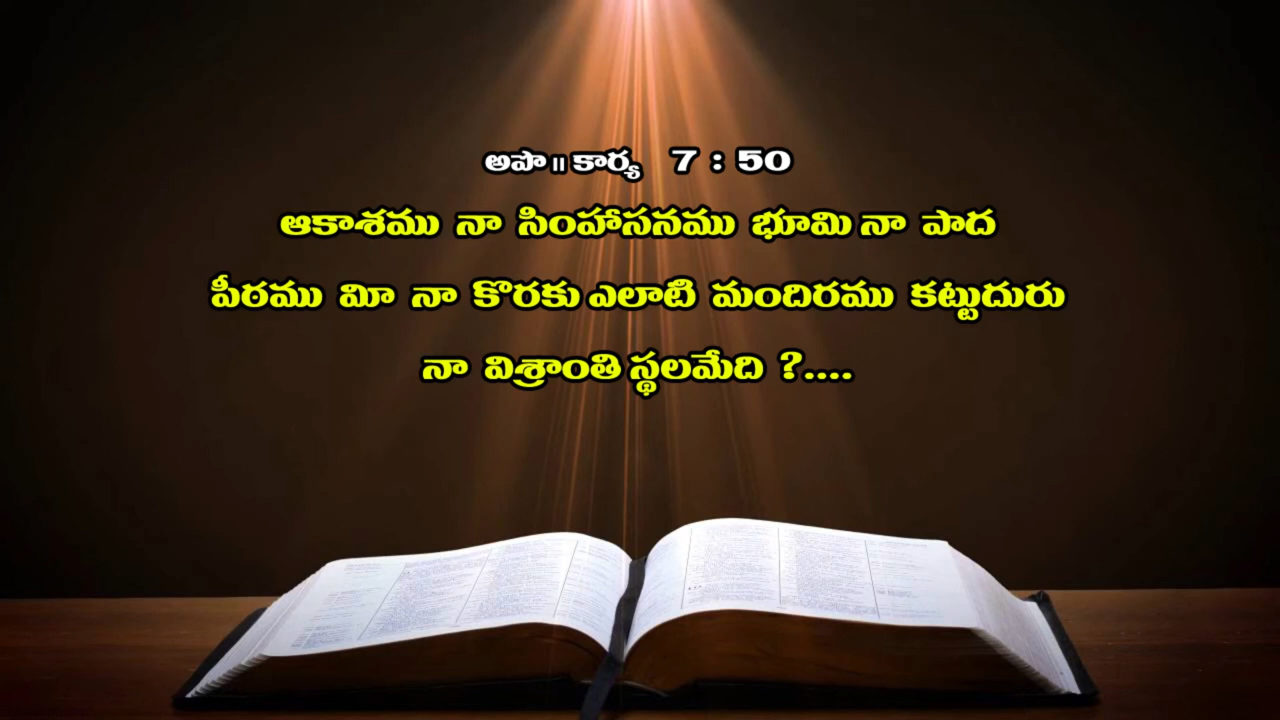 అపొ॥కార్య 7 : 50
ఆకాశము నా సింహాసనము భూమి నా పాద
పీఠము మీ నా కొరకు ఎలాటి మందిరము కట్టుదురు
నా విశ్రాంతి స్థలమేది ?....